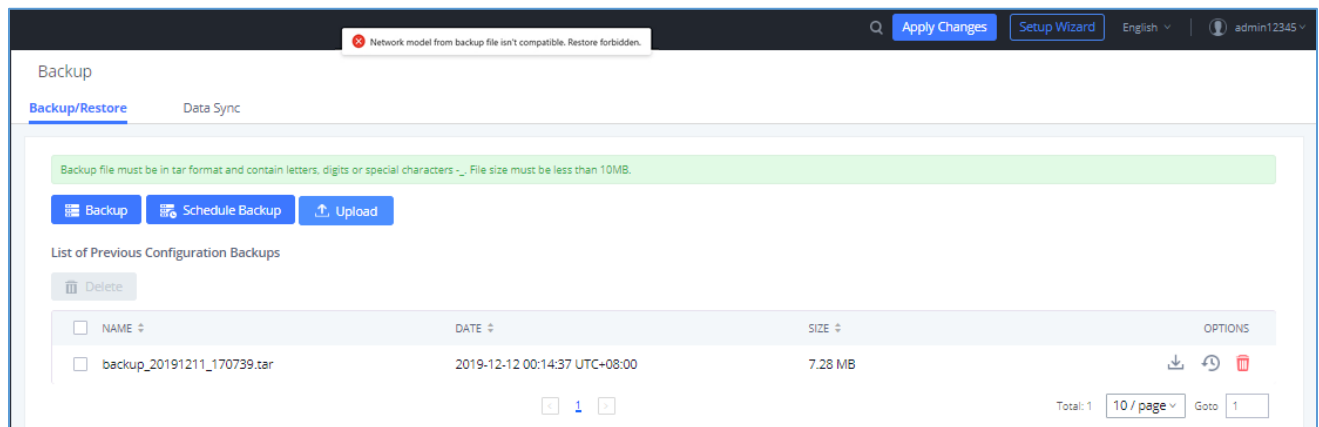 Apply Changes Setup Wizard English admin12345
Network model from backup file isn't compatible. Restore forbidden.
Backup
Backup/Restore Data Sync
Backup file must be in tar format and contain letters, digits or special characters -_. File size must be less than 10MB.
Backup Schedule Backup Upload
List of Previous Configuration Backups
Delete
NAME DATE SIZE OPTIONS
backup_20191211_170739.tar 2019-12-12 00:14:37 UTC+08:00 7.28 MB
< 1 > Total: 1 10 / page Goto 1